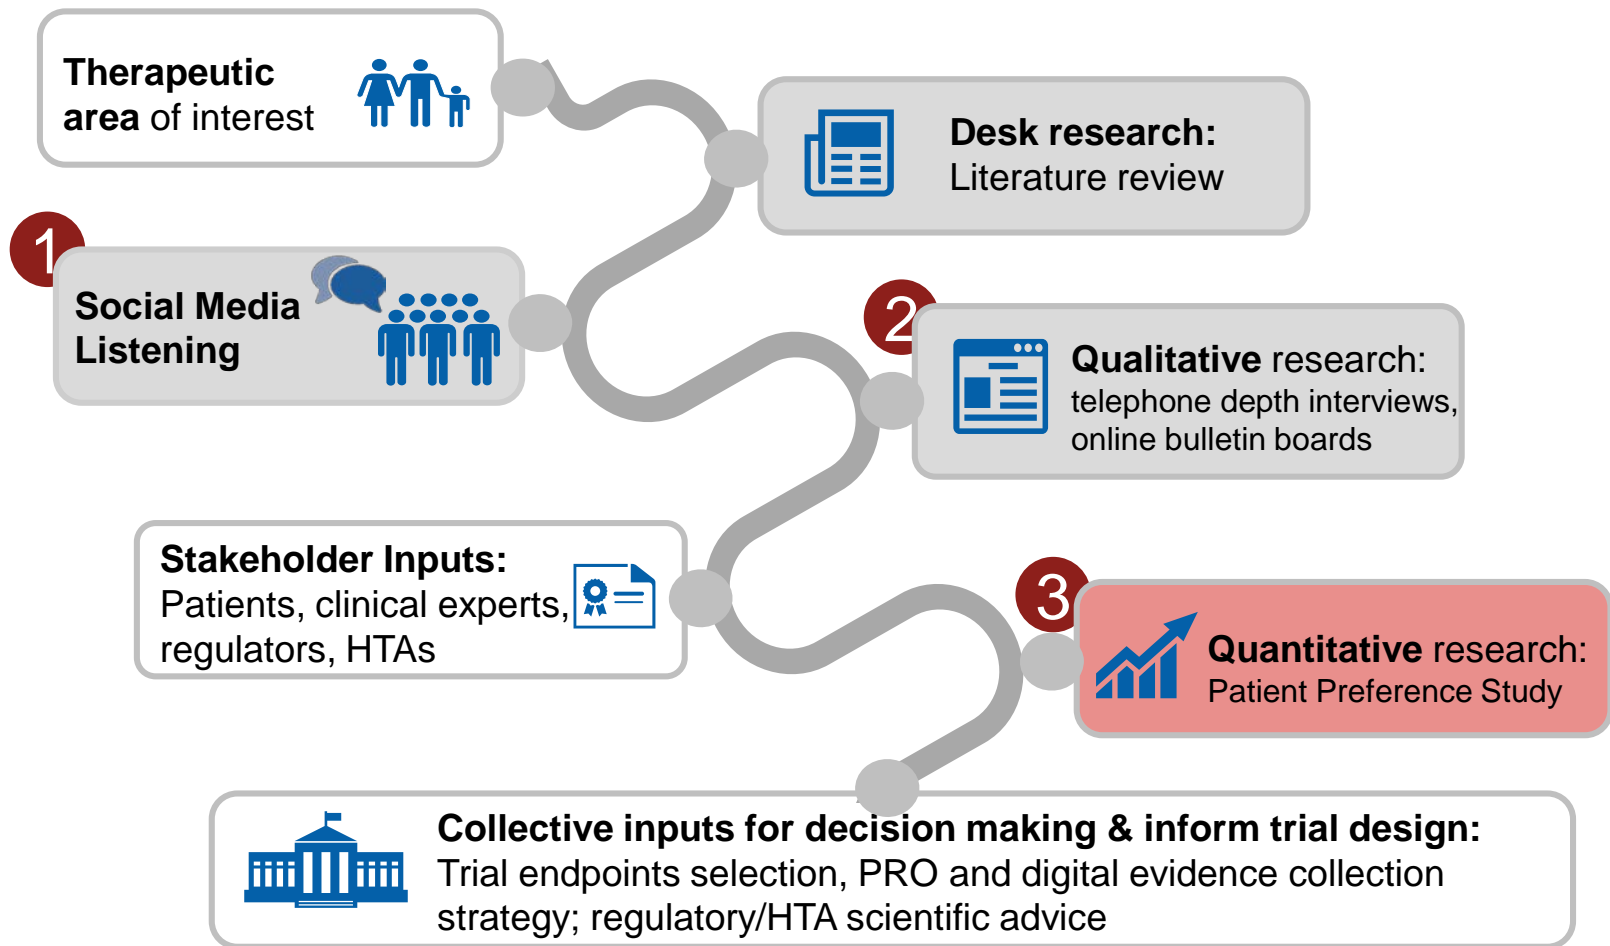 Therapeutic
area of interest
Desk research:
Literature review
1
Social Media
Listening
2
Qualitative research:
telephone depth interviews,
online bulletin boards
Stakeholder Inputs:
Patients, clinical experts,
regulators, HTAs
3
Quantitative research:
Patient Preference Study
Collective inputs for decision making & inform trial design:
Trial endpoints selection, PRO and digital evidence collection
strategy; regulatory/HTA scientific advice